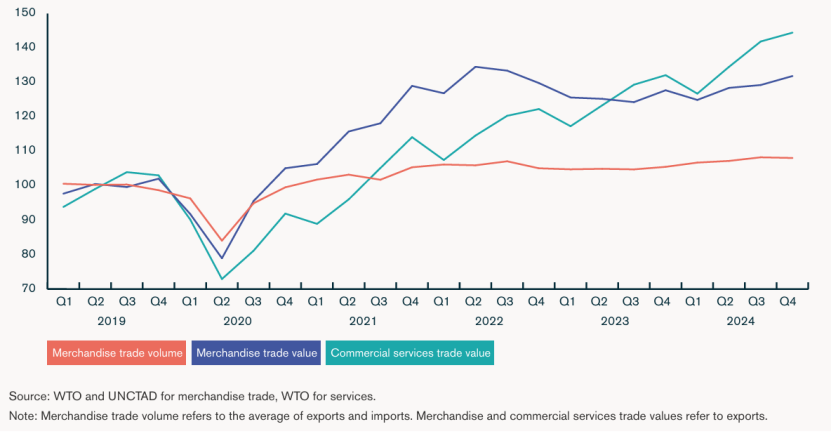 150
140
130
120
110
100
90
80
70
Q1 Q2 Q3 Q4 Q1 Q2 Q3 Q4 Q1 Q2 Q3 Q4 Q1 Q2 Q3 Q4 Q1 Q2 Q3 Q4 Q1 Q2 Q3 Q4
2019 2020 2021 2022 2023 2024
Merchandise trade volume Merchandise trade value Commercial services trade value
Source: WTO and UNCTAD for merchandise trade, WTO for services.
Note: Merchandise trade volume refers to the average of exports and imports. Merchandise and commercial services trade values refer to exports.